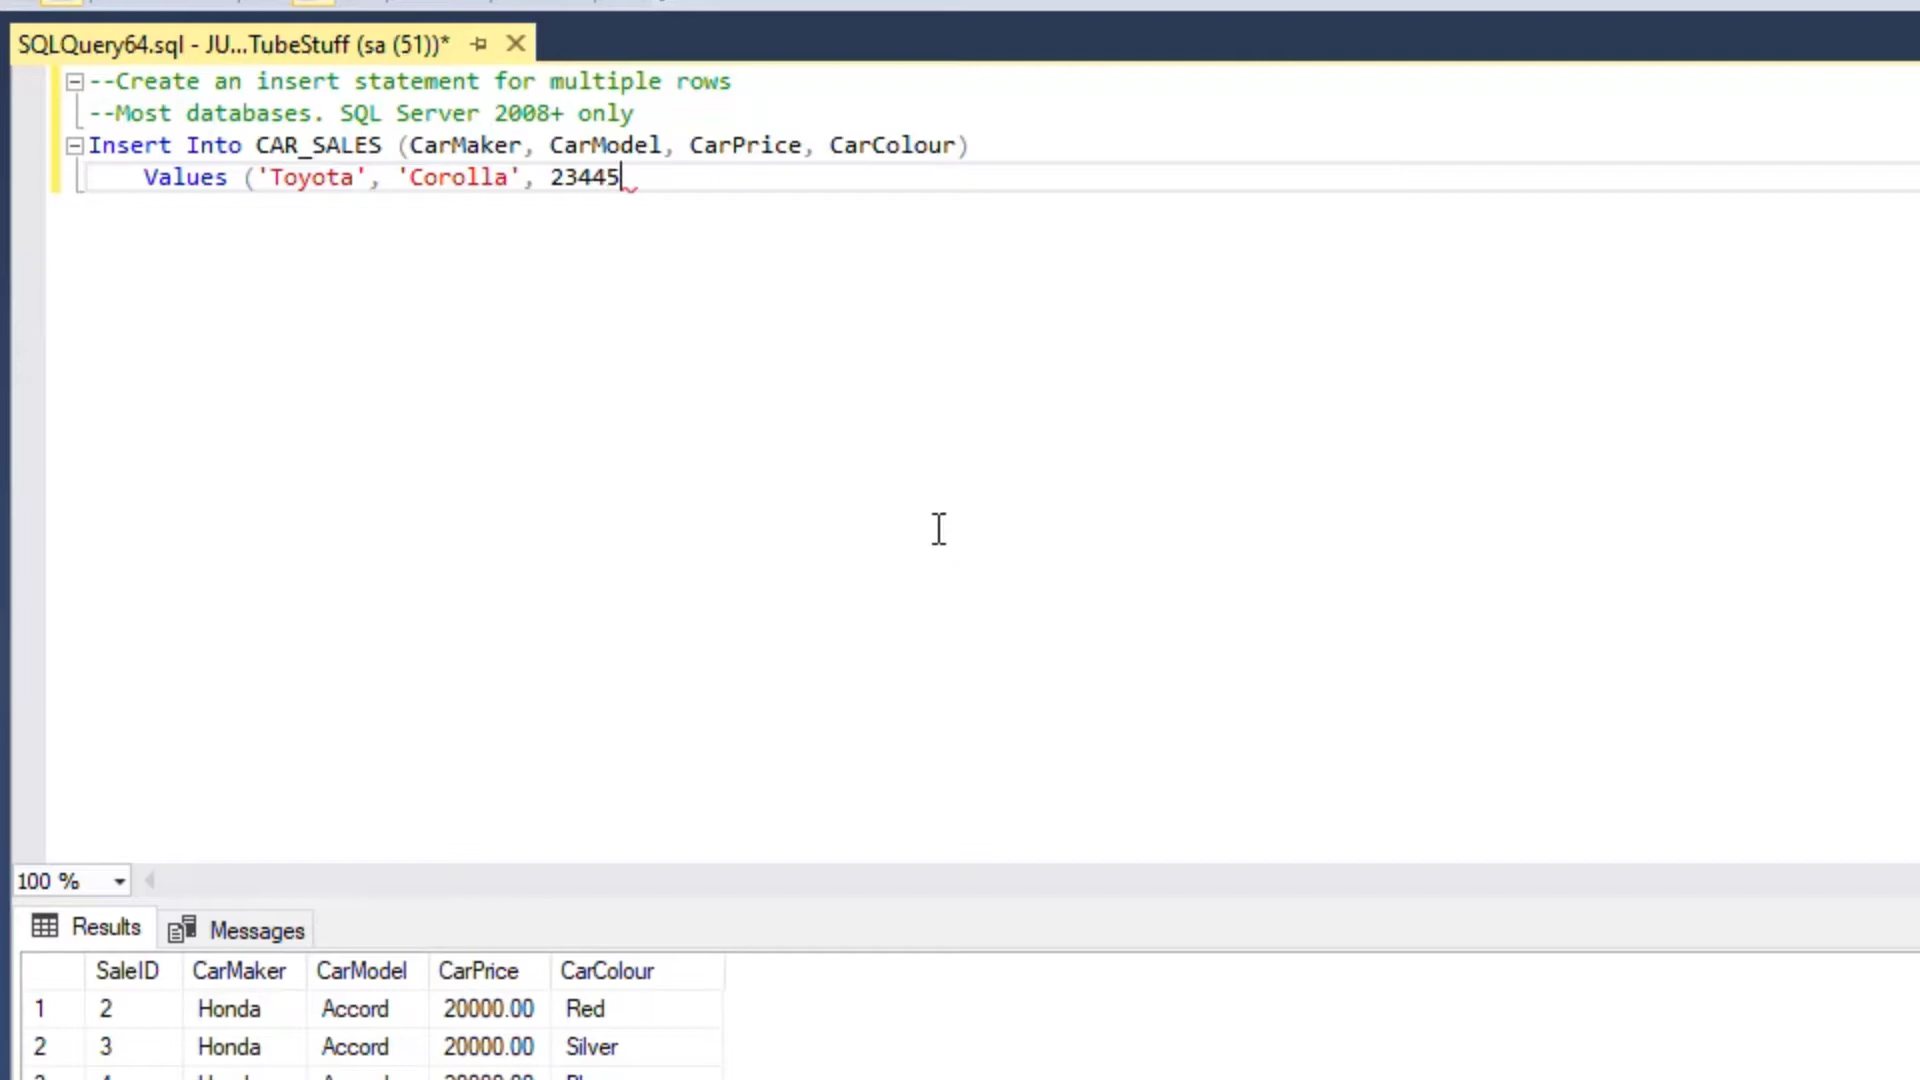 SQLQuery64.sql - JU...TubeStuff (sa (51))*
--Create an insert statement for multiple rows
--Most databases. SQL Server 2008+ only
Insert Into CAR_SALES (CarMaker, CarModel, CarPrice, CarColour)
Values ('Toyota', 'Corolla', 23445
100 %
Results Messages
SaleID CarMaker CarModel CarPrice CarColour
1 2 Honda Accord 20000.00 Red
2 3 Honda Accord 20000.00 Silver